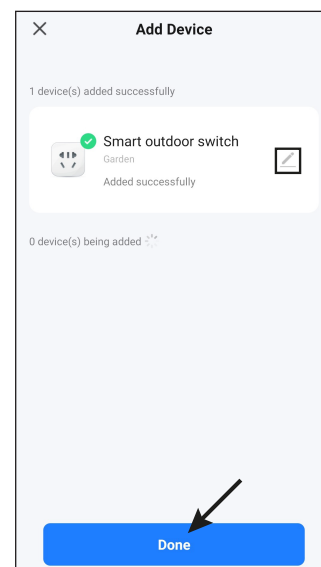 Add Device
1 device(s) added successfully
Smart outdoor switch
Garden
Added successfully
0 device(s) being added
Done